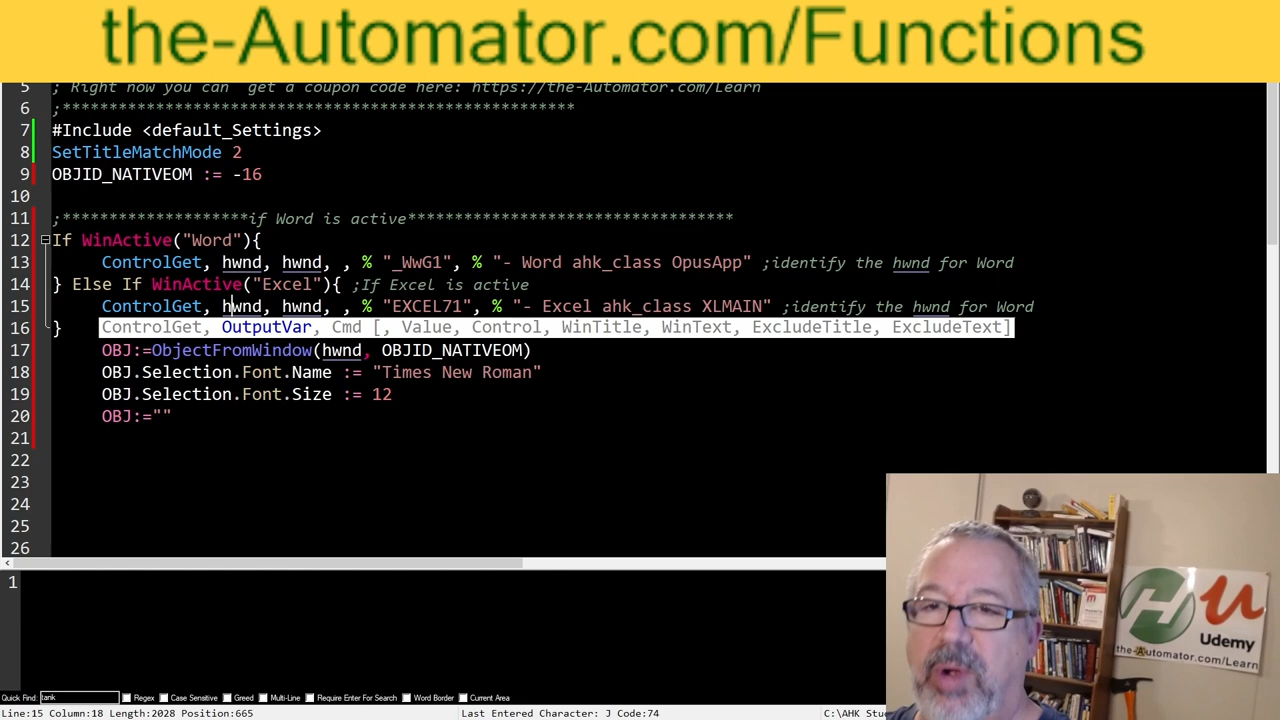 the-Automator.com/Functions
5 ; Right now you can get a coupon code here: https://the-Automator.com/Learn
6 ;***************************************************
7 #Include <default_Settings>
8 SetTitleMatchMode 2
9 OBJID_NATIVEOM := -16
10
11 ;*******************if Word is active*********************************
12 If WinActive("Word"){
13 ControlGet, hwnd, hwnd, , % "_WwG1", % "- Word ahk_class OpusApp" ;identify the hwnd for Word
14 } Else If WinActive("Excel"){ ;If Excel is active
15 ControlGet, hwnd, hwnd, , % "EXCEL71", % "- Excel ahk_class XLMAIN" ;identify the hwnd for Word
16 } ControlGet, OutputVar, Cmd [, Value, Control, WinTitle, WinText, ExcludeTitle, ExcludeText]
17 OBJ:=ObjectFromWindow(hwnd, OBJID_NATIVEOM)
18 OBJ.Selection.Font.Name := "Times New Roman"
19 OBJ.Selection.Font.Size := 12
20 OBJ:=""
21
22
23
24
25
26
1
H U
Udemy
the-Automator.com/Learn
Quick Find: tank Regex Case Sensitive Greed Multi-Line Require Enter For Search Word Border Current Area
Line:15 Column:18 Length:2028 Position:665 Last Entered Character: J Code:74 C:\AHK Stu